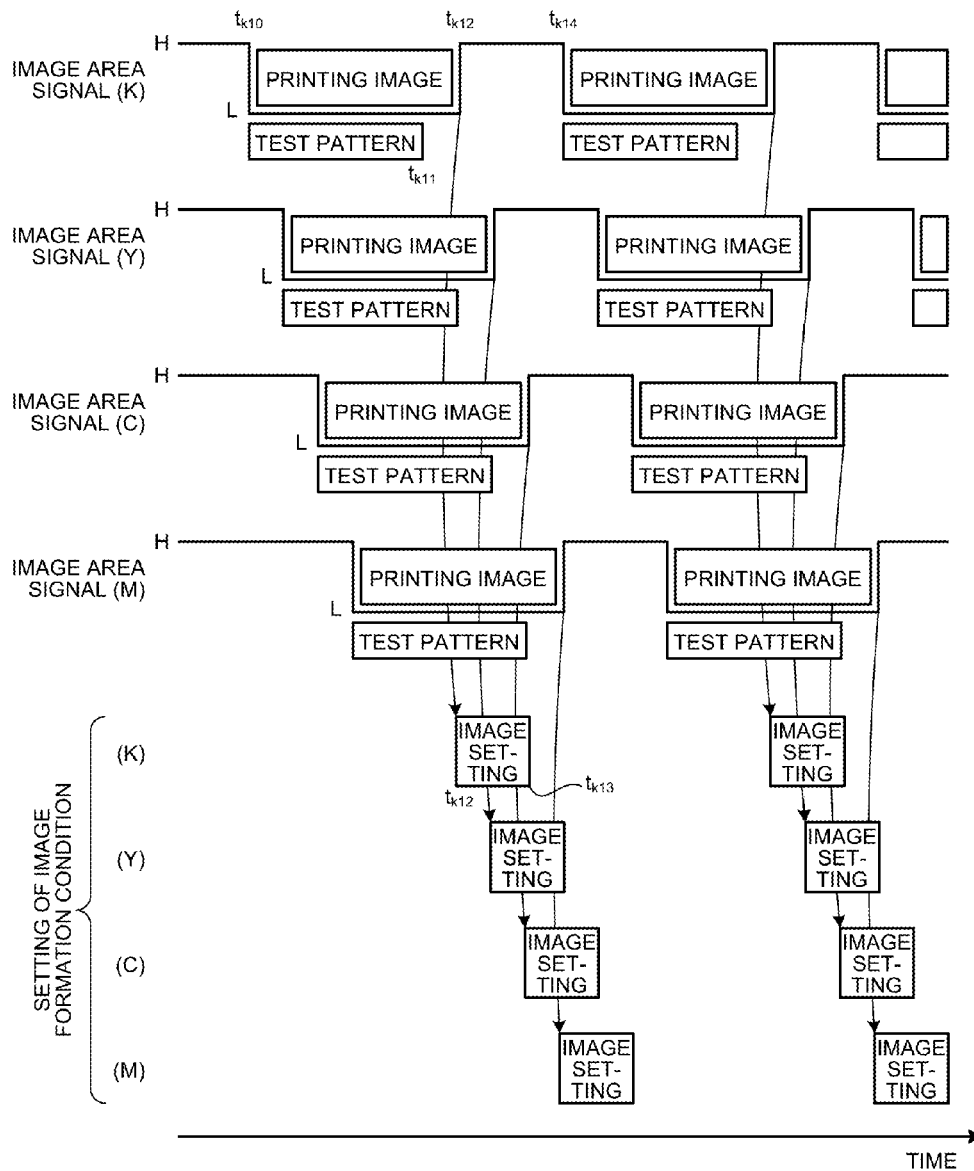 tk10 tk12 tk14
IMAGE AREA
SIGNAL (K)
H
L
PRINTING IMAGE PRINTING IMAGE
TEST PATTERN TEST PATTERN
tk11
IMAGE AREA
SIGNAL (Y)
H
L
PRINTING IMAGE PRINTING IMAGE
TEST PATTERN TEST PATTERN
IMAGE AREA
SIGNAL (C)
H
L
PRINTING IMAGE PRINTING IMAGE
TEST PATTERN TEST PATTERN
IMAGE AREA
SIGNAL (M)
H
L
PRINTING IMAGE PRINTING IMAGE
TEST PATTERN TEST PATTERN
SETTING OF IMAGE
FORMATION CONDITION
(K)
IMAGE
SET-
TING
IMAGE
SET-
TING
tk12 tk13
(Y)
IMAGE
SET-
TING
IMAGE
SET-
TING
(C)
IMAGE
SET-
TING
IMAGE
SET-
TING
(M)
IMAGE
SET-
TING
IMAGE
SET-
TING
TIME